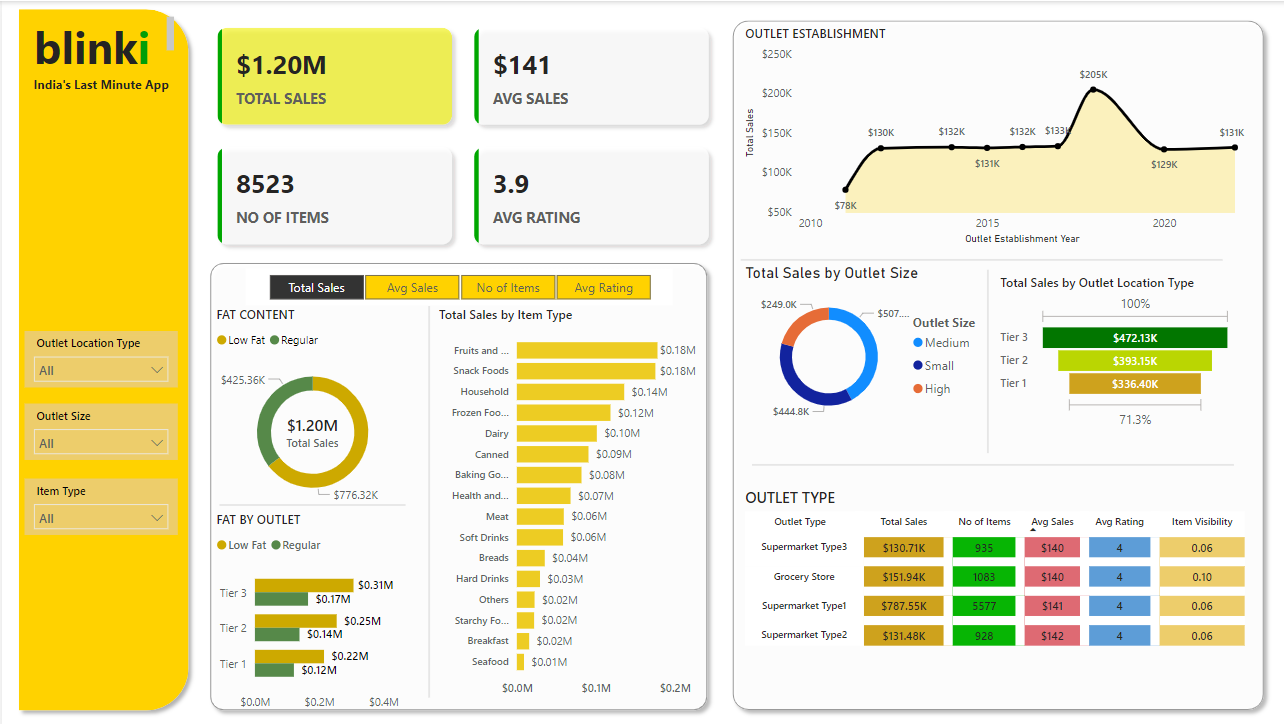 blinki
India's Last Minute App
Outlet Location Type
All
Outlet Size
All
Item Type
All
$1.20M
TOTAL SALES
$141
AVG SALES
8523
NO OF ITEMS
3.9
AVG RATING
Total Sales Avg Sales No of Items Avg Rating
FAT CONTENT
Low Fat Regular
$425.36K
$1.20M
Total Sales
$776.32K
FAT BY OUTLET
Low Fat Regular
Tier 3 $0.31M
$0.17M
Tier 2 $0.25M
$0.14M
Tier 1 $0.22M
$0.12M
$0.0M $0.2M $0.4M
Total Sales by Item Type
Fruits and ... $0.18M
Snack Foods $0.18M
Household $0.14M
Frozen Foo... $0.12M
Dairy $0.10M
Canned $0.09M
Baking Go... $0.08M
Health and... $0.07M
Meat $0.06M
Soft Drinks $0.06M
Breads $0.04M
Hard Drinks $0.03M
Others $0.02M
Starchy Fo... $0.02M
Breakfast $0.02M
Seafood $0.01M
$0.0M $0.1M $0.2M
OUTLET ESTABLISHMENT
Total Sales
$250K
$200K
$150K
$100K
$50K
$78K
$130K
$132K
$131K
$132K
$133K
$205K
$129K
$131K
2010 2015 2020
Outlet Establishment Year
Total Sales by Outlet Size
$249.0K
$507....
$444.8K
Outlet Size
Medium
Small
High
Total Sales by Outlet Location Type
100%
Tier 3 $472.13K
Tier 2 $393.15K
Tier 1 $336.40K
71.3%
OUTLET TYPE
Outlet Type Total Sales No of Items Avg Sales Avg Rating Item Visibility
Supermarket Type3 $130.71K 935 $140 4 0.06
Grocery Store $151.94K 1083 $140 4 0.10
Supermarket Type1 $787.55K 5577 $141 4 0.06
Supermarket Type2 $131.48K 928 $142 4 0.06